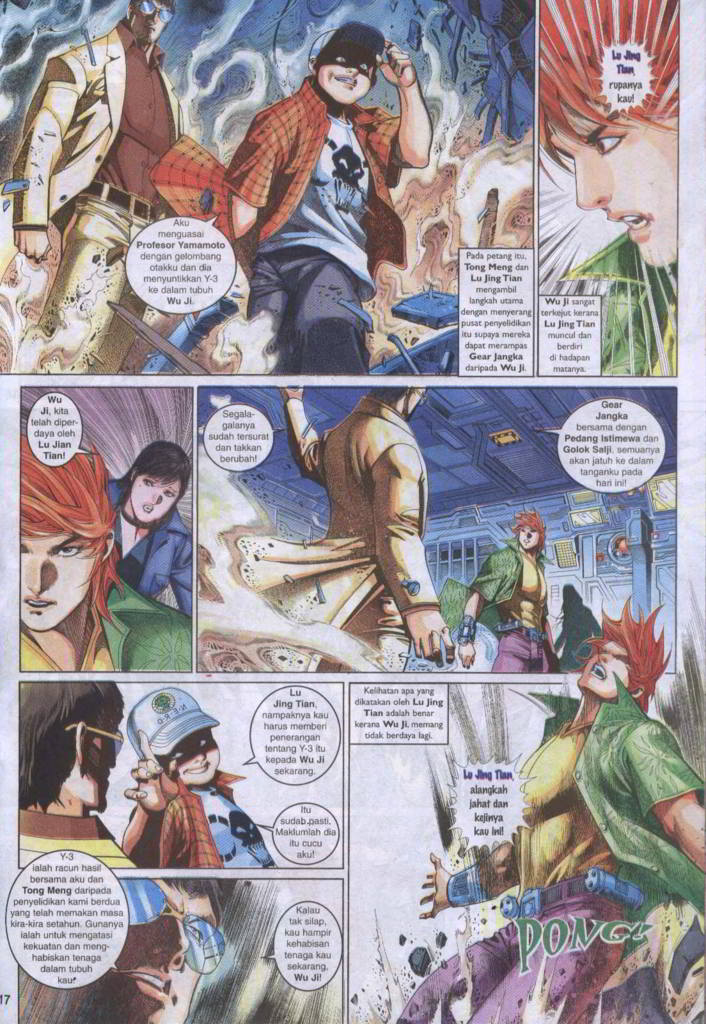 Aku
menguasai
Profesor Yamamoto
dengan gelombang
otakku dan dia
menyuntikkan Y-3
ke dalam tubuh
Wu Ji.
Pada petang itu,
Tong Meng dan
Lu Jing Tian
mengambil
langkah utama
dengan menyerang
pusat penyelidikan
itu supaya mereka
dapat merampas
Gear Jangka
daripada Wu Ji.
Lu Jing
Tian,
rupanya
kau!
Wu Ji sangat
terkejut kerana
Lu Jing Tian
muncul dan
berdiri
di hadapan
matanya.
Wu
Ji, kita
telah diper-
daya oleh
Lu Jian
Tian!
Segala-
galanya
sudah tersurat
dan takkan
berubah!
Gear
Jangka
bersama dengan
Pedang Istimewa dan
Golok Salji, semuanya
akan jatuh ke dalam
tanganku pada
hari ini!
Lu
Jing Tian,
nampaknya kau
harus memberi
penerangan
tentang Y-3 itu
kepada Wu Ji
sekarang.
Itu
sudah pasti.
Maklumlah dia
itu cucu
aku!
Y-3
ialah racun hasil
bersama aku dan
Tong Meng daripada
penyelidikan kami berdua
yang telah memakan masa
kira-kira setahun. Gunanya
ialah untuk mengatasi
kekuatan dan meng-
habiskan tenaga
dalam tubuh
kau!
Kalau
tak silap,
kau hampir
kehabisan
tenaga kau
sekarang,
Wu Ji!
Kelihatan apa yang
dikatakan oleh Lu Jing
Tian adalah benar
kerana Wu Ji, memang
tidak berdaya lagi.
Lu Jing Tian,
alangkah
jahat dan
kejinya
kau ini!
PONG!
17